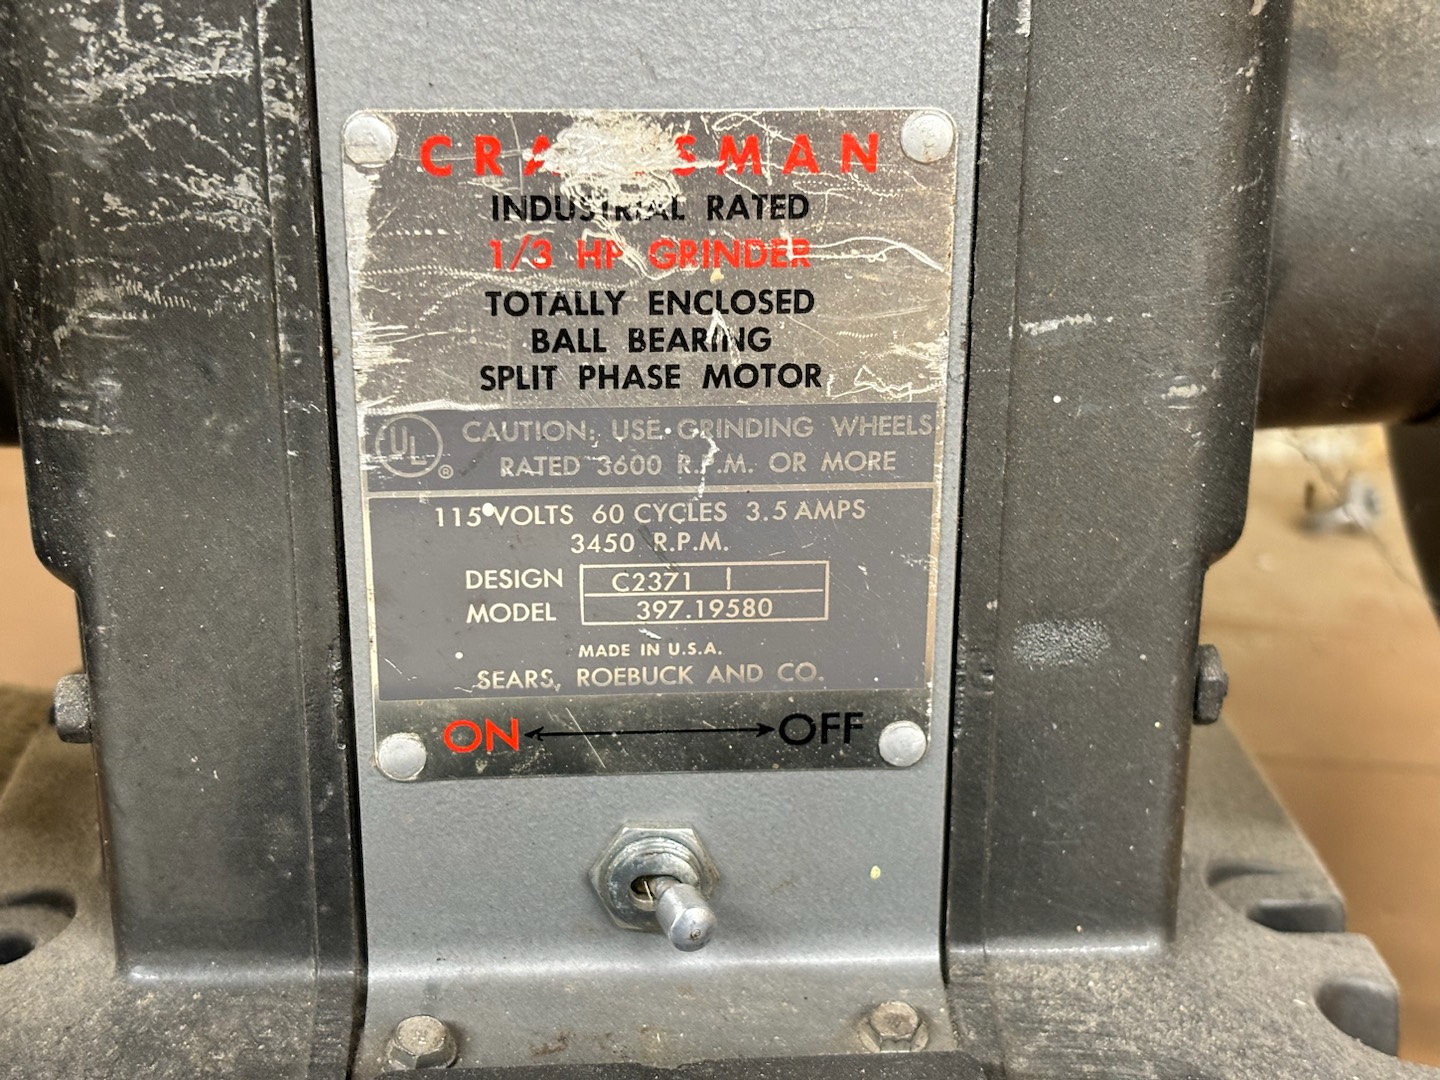 CRAFTSMAN
INDUSTRIAL RATED
1/3 HP GRINDER
TOTALLY ENCLOSED
BALL BEARING
SPLIT PHASE MOTOR
UL ® CAUTION: USE GRINDING WHEELS
RATED 3600 R.P.M. OR MORE
115 VOLTS 60 CYCLES 3.5 AMPS
3450 R.P.M.
DESIGN C2371 |
MODEL 397.19580
MADE IN U.S.A.
SEARS, ROEBUCK AND CO.
ON OFF